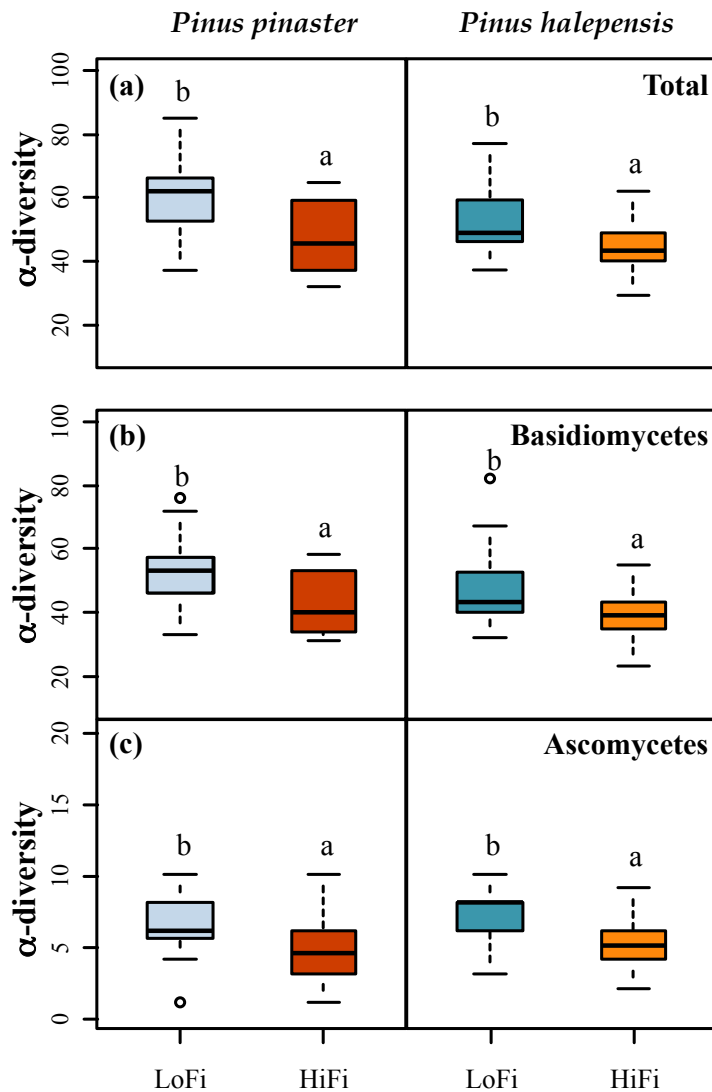 Pinus pinaster Pinus halepensis
(a) Total
α-diversity
100
80
60
40
20
b a b a
(b) Basidiomycetes
α-diversity
100
80
60
40
20
b a b a
(c) Ascomycetes
α-diversity
20
15
10
5
0
b a b a
LoFi HiFi LoFi HiFi